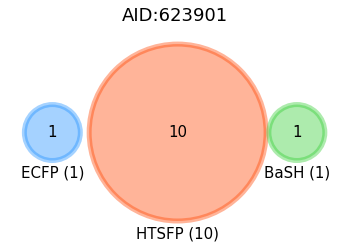 AID:623901
1
10
1
ECFP (1)
BaSH (1)
HTSFP (10)